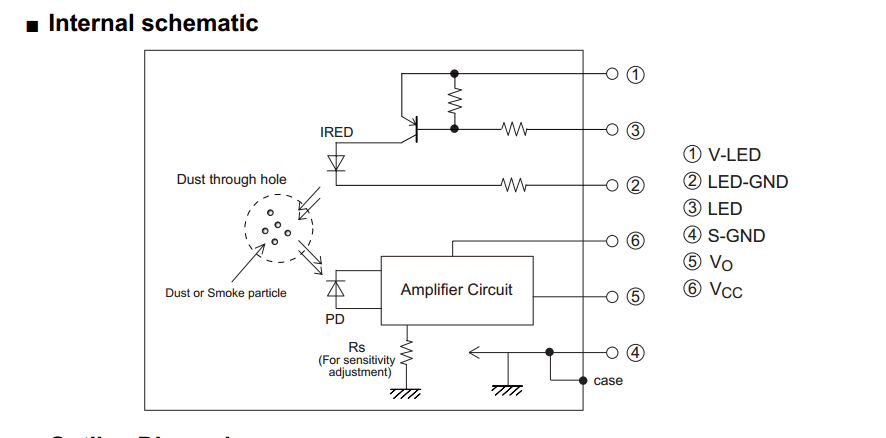 ■ Internal schematic
①
IRED
③
Dust through hole
②
⑥
Amplifier Circuit
⑤
Dust or Smoke particle
PD
Rs
(For sensitivity
adjustment)
④
case
① V-LED
② LED-GND
③ LED
④ S-GND
⑤ VO
⑥ VCC